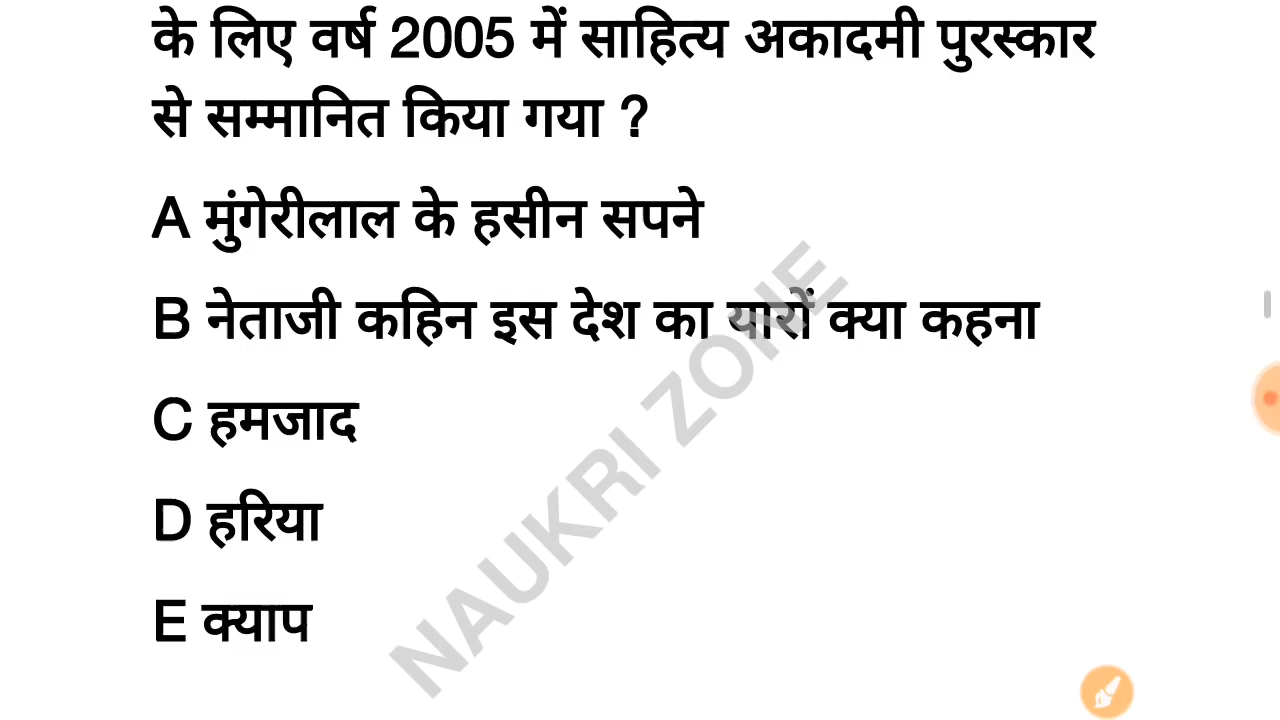 के लिए वर्ष 2005 में साहित्य अकादमी पुरस्कार
से सम्मानित किया गया ?
A मुंगेरीलाल के हसीन सपने
B नेताजी कहिन इस देश का यारों क्या कहना
C हमजाद
D हरिया
E क्याप
NAUKRI ZONE